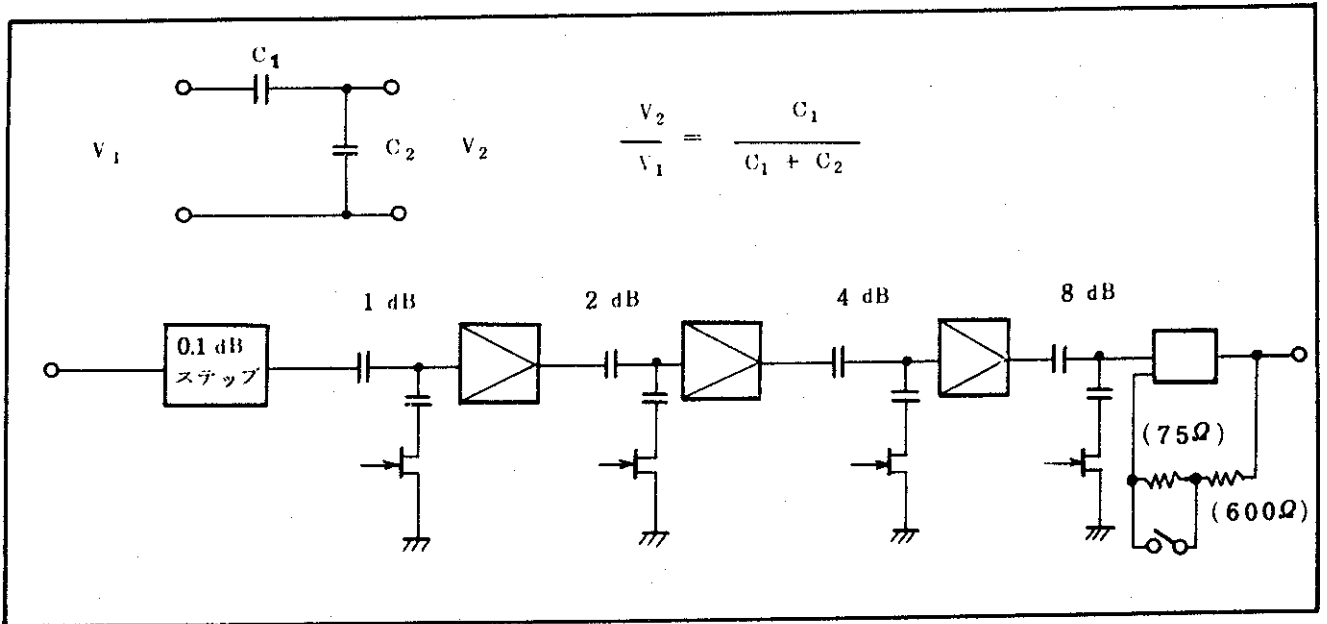 C₁
V₁
C₂
V₂
V₂ / V₁ = C₁ / C₁ + C₂
1 dB
2 dB
4 dB
8 dB
0.1 dB
ステップ
(75Ω)
(600Ω)